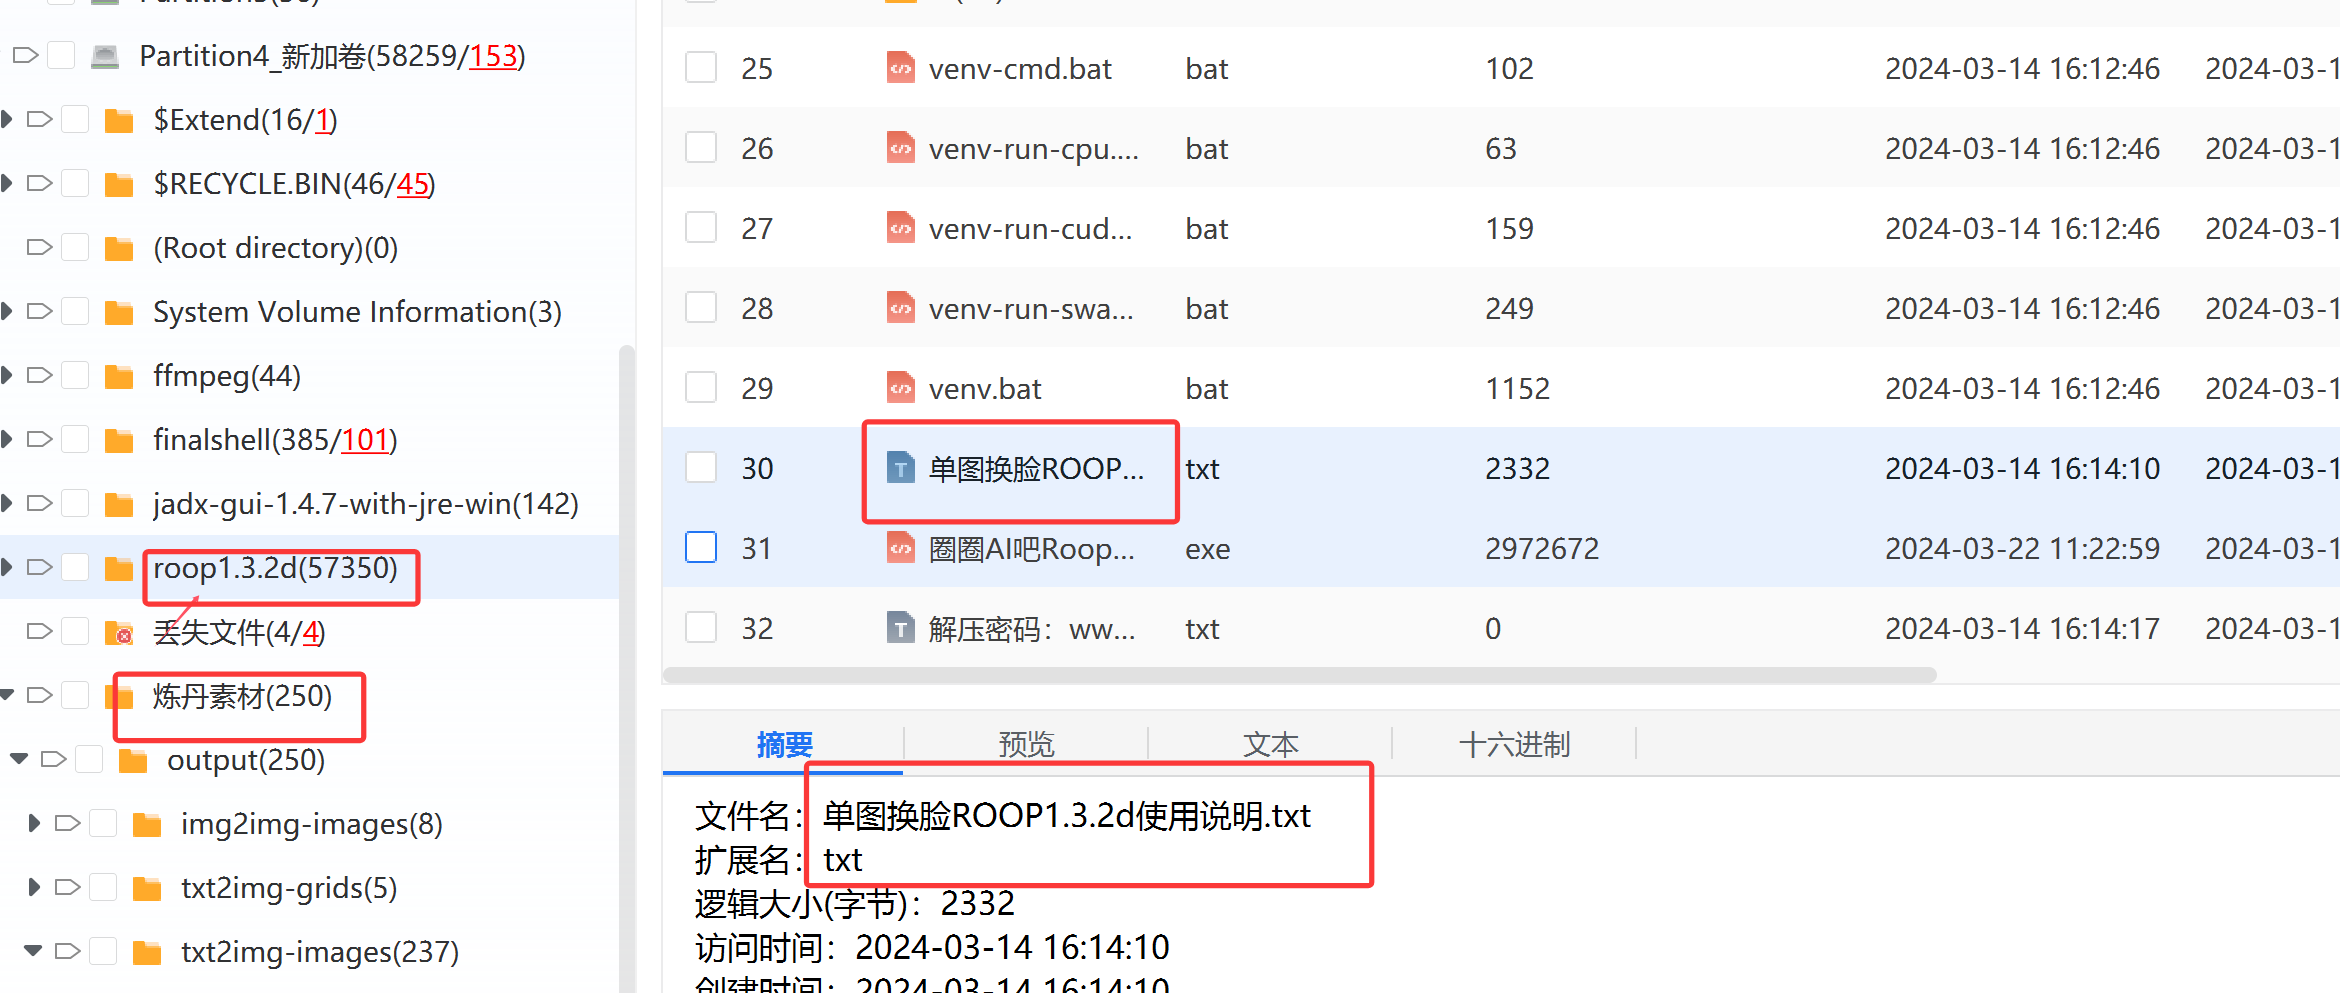 Partition4_新加卷(58259/153)
$Extend(16/1)
$RECYCLE.BIN(46/45)
(Root directory)(0)
System Volume Information(3)
ffmpeg(44)
finalshell(385/101)
jadx-gui-1.4.7-with-jre-win(142)
roop1.3.2d(57350)
丢失文件(4/4)
炼丹素材(250)
output(250)
img2img-images(8)
txt2img-grids(5)
txt2img-images(237)
25 venv-cmd.bat bat 102 2024-03-14 16:12:46 2024-03-1
26 venv-run-cpu.... bat 63 2024-03-14 16:12:46 2024-03-1
27 venv-run-cud... bat 159 2024-03-14 16:12:46 2024-03-1
28 venv-run-swa... bat 249 2024-03-14 16:12:46 2024-03-1
29 venv.bat bat 1152 2024-03-14 16:12:46 2024-03-1
30 单图换脸ROOP... txt 2332 2024-03-14 16:14:10 2024-03-1
31 圈圈AI吧Roop... exe 2972672 2024-03-22 11:22:59 2024-03-1
32 解压密码：ww... txt 0 2024-03-14 16:14:17 2024-03-1
摘要 预览 文本 十六进制
文件名：单图换脸ROOP1.3.2d使用说明.txt
扩展名：txt
逻辑大小(字节)：2332
访问时间：2024-03-14 16:14:10
创建时间：2024-03-14 16:14:10